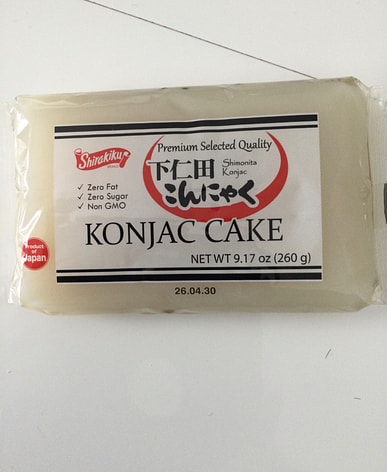 Premium Selected Quality
Shirakiku
BRAND
下仁田
Shimonita
Konjac
こんにゃく
✓ Zero Fat
✓ Zero Sugar
✓ Non GMO
KONJAC CAKE
Product of
Japan
NET WT 9.17 oz (260 g)
26.04.30